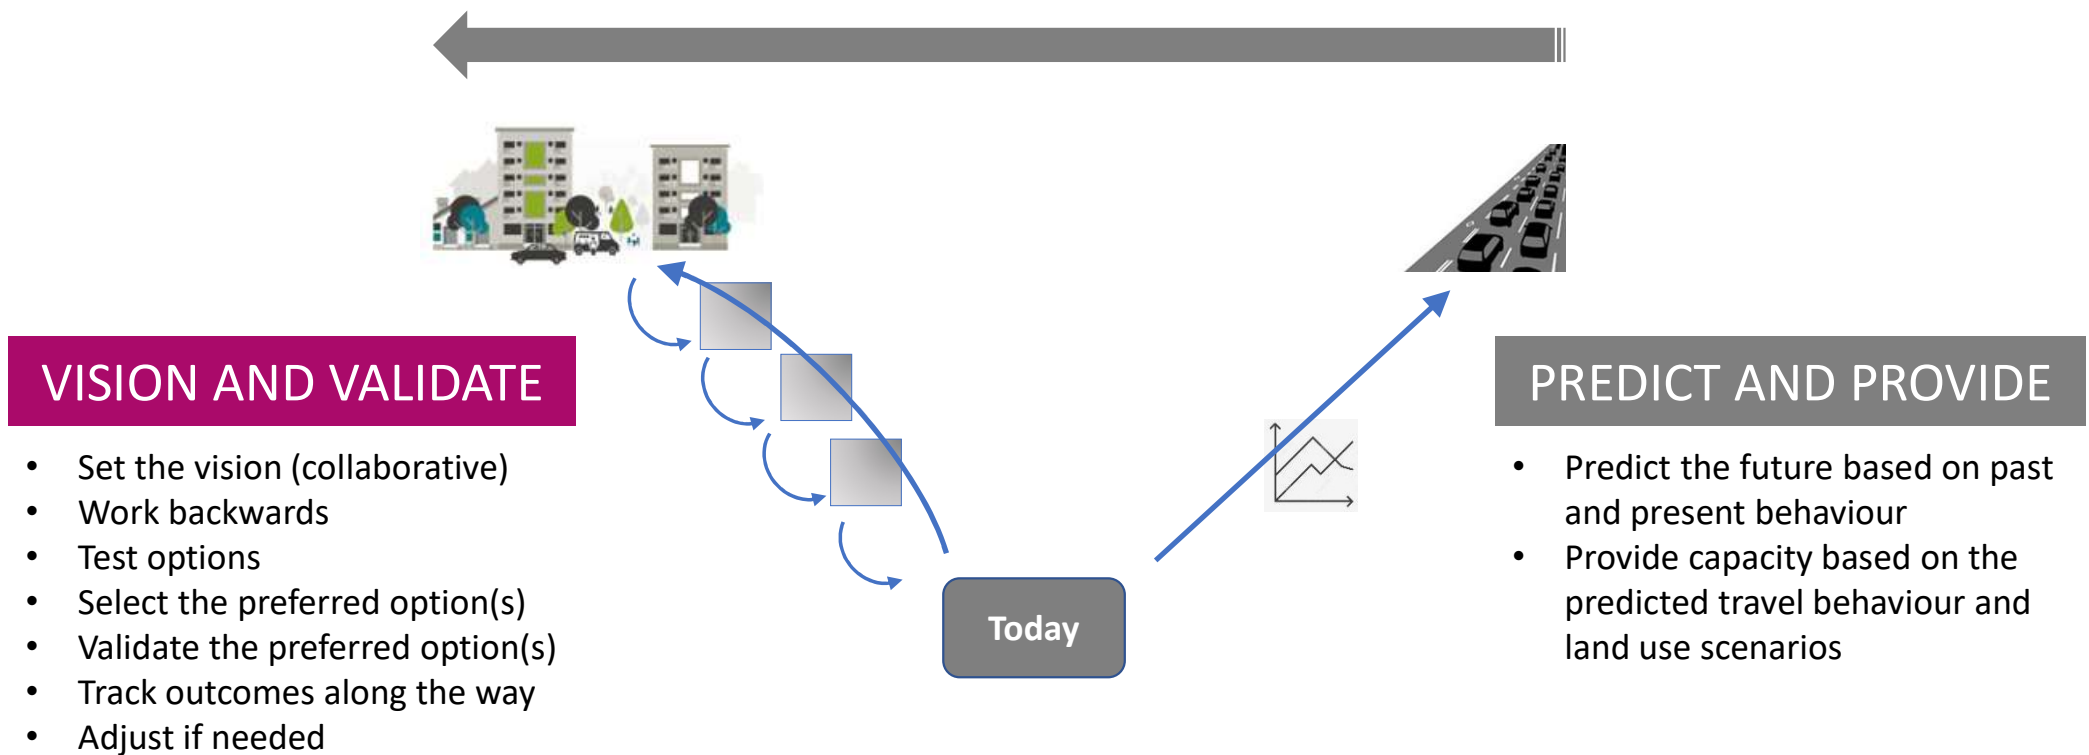 VISION AND VALIDATE
• Set the vision (collaborative)
• Work backwards
• Test options
• Select the preferred option(s)
• Validate the preferred option(s)
• Track outcomes along the way
• Adjust if needed
Today
PREDICT AND PROVIDE
• Predict the future based on past
and present behaviour
• Provide capacity based on the
predicted travel behaviour and
land use scenarios